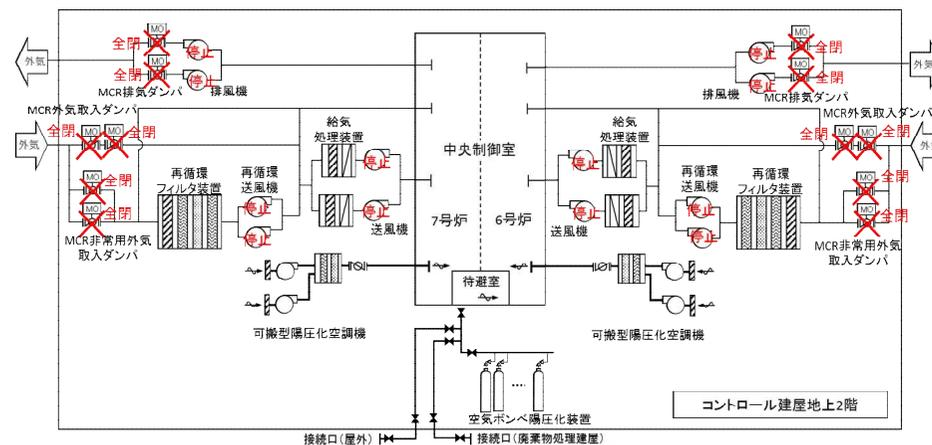 MO
全閉
停止
外気
全閉
MO
停止
MCR排気ダンパ
排風機
MCR外気取入ダンパ
全閉
MO
MO
全閉
外気
MO
全閉
MO
全閉
MCR非常用外気
取入ダンパ
再循環
フィルタ装置
再循環
送風機
停止
停止
給気
処理装置
停止
停止
送風機
中央制御室
7号炉
6号炉
待避室
MO
停止
全閉
外気
MO
停止
全閉
排風機
MCR排気ダンパ
MCR外気取入ダンパ
給気
処理装置
停止
停止
送風機
再循環
送風機
停止
停止
再循環
フィルタ装置
全閉
MO
MO
全閉
外気
MO
全閉
MO
全閉
MCR非常用外気
取入ダンパ
可搬型陽圧化空調機
可搬型陽圧化空調機
空気ボンベ陽圧化装置
コントロール建屋地上2階
接続口(屋外)
接続口(廃棄物処理建屋)